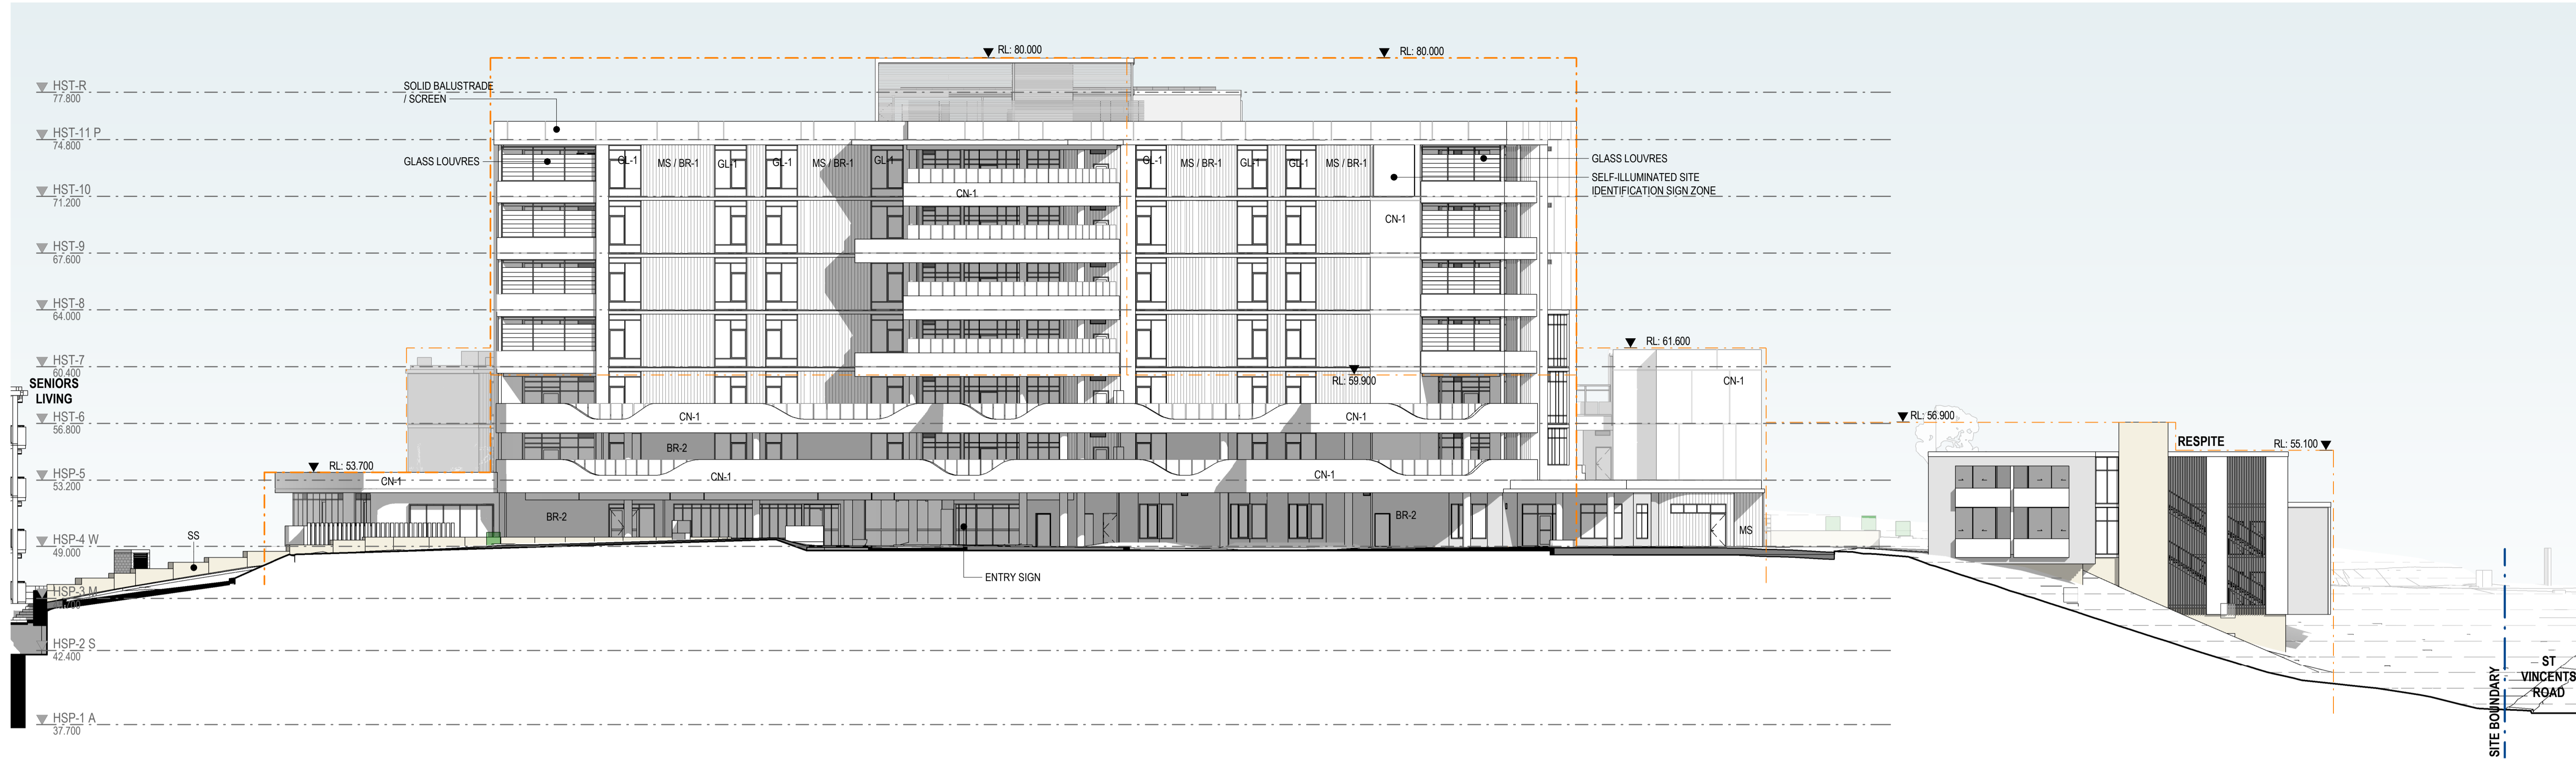 RL: 80.000
RL: 80.000
HST-R
77.800
SOLID BALUSTRADE
/ SCREEN
HST-11 P
74.800
GLASS LOUVRES
GL-1
MS / BR-1
GL-1
GL-1
MS / BR-1
GL-1
GL-1
MS / BR-1
GL-1
GL-1
MS / BR-1
GLASS LOUVRES
SELF-ILLUMINATED SITE
IDENTIFICATION SIGN ZONE
HST-10
71.200
CN-1
CN-1
HST-9
67.600
HST-8
64.000
RL: 61.600
HST-7
60.400
RL: 59.900
CN-1
SENIORS
LIVING
HST-6
56.800
CN-1
CN-1
RL: 56.900
BR-2
RESPITE
RL: 55.100
HSP-5
53.200
RL: 53.700
CN-1
CN-1
CN-1
BR-2
BR-2
MS
SS
HSP-4 W
49.000
ENTRY SIGN
HSP-3 M
HSP-2 S
42.400
HSP-1 A
37.700
SITE BOUNDARY
ST
VINCENTS
ROAD